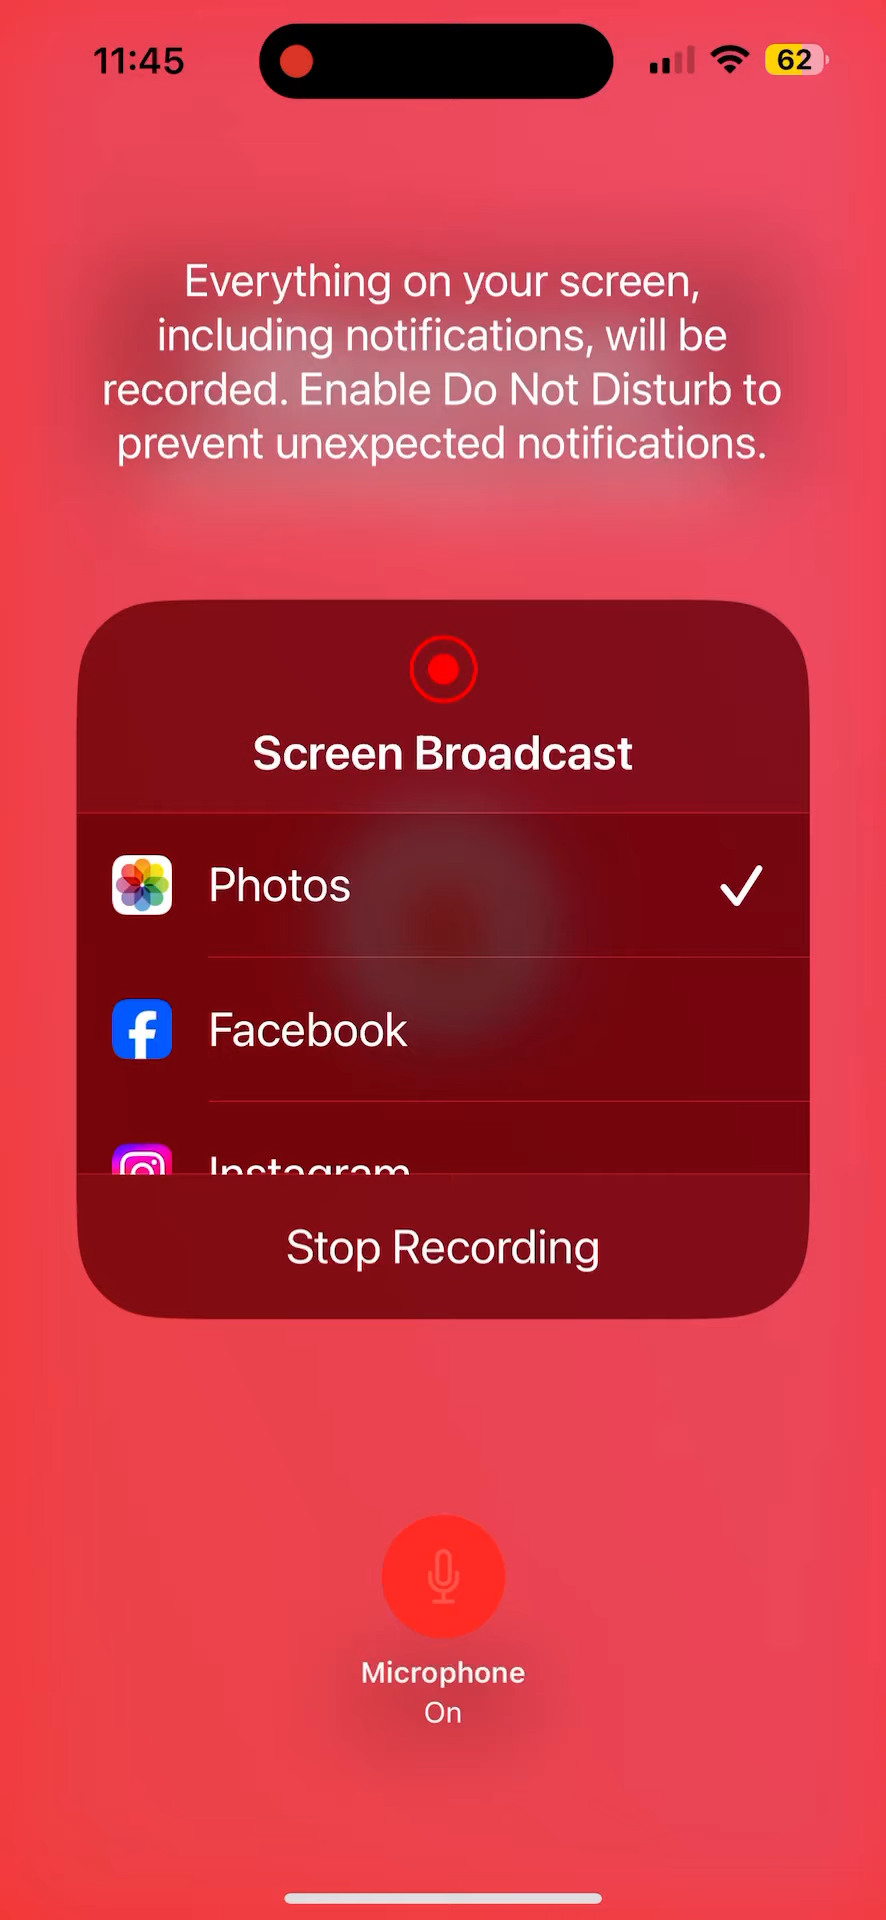 11:45
62
Everything on your screen,
including notifications, will be
recorded. Enable Do Not Disturb to
prevent unexpected notifications.
Screen Broadcast
Photos
Facebook
Instagram
Stop Recording
Microphone
On